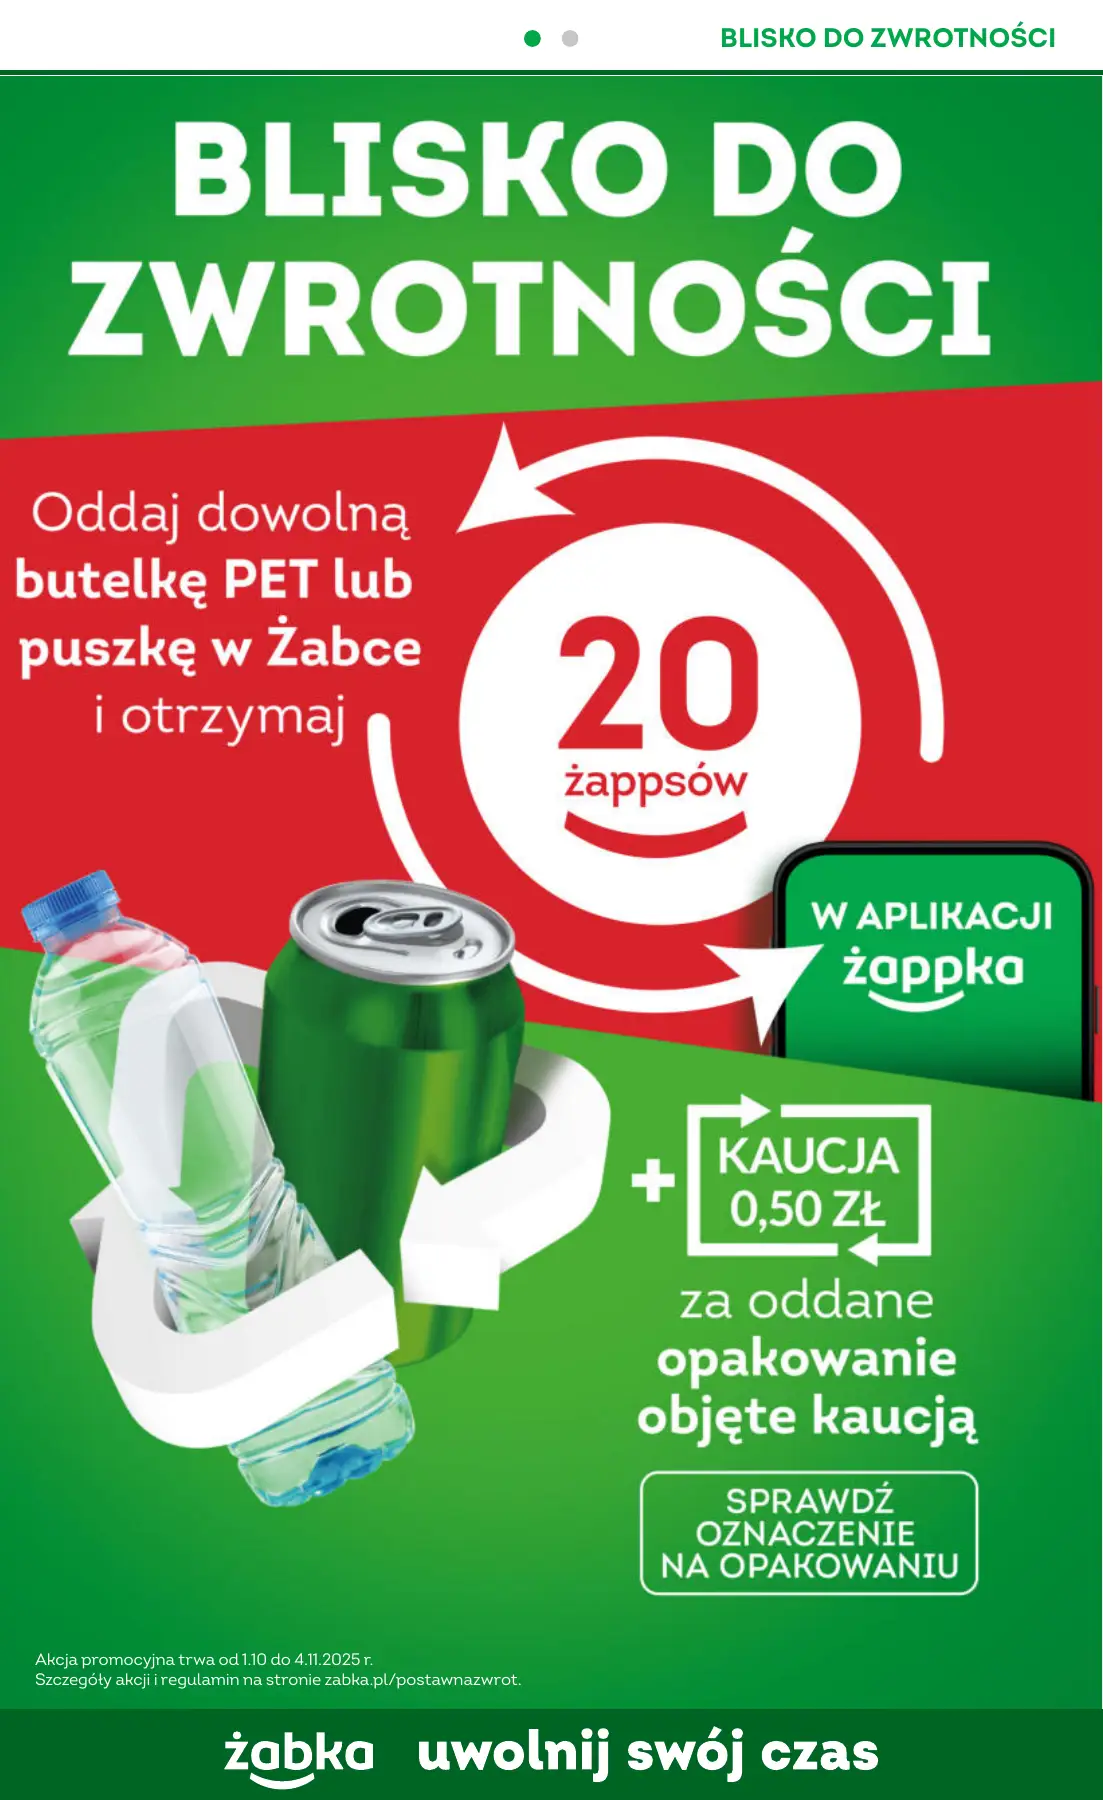 BLISKO DO ZWROTNOŚCI
BLISKO DO
ZWROTNOŚCI
Oddaj dowolną
butelkę PET lub
puszkę w Żabce
i otrzymaj
20
żappsów
W APLIKACJI
żappka
+ KAUCJA
0,50 ZŁ
za oddane
opakowanie
objęte kaucją
SPRAWDŹ
OZNACZENIE
NA OPAKOWANIU
Akcja promocyjna trwa od 1.10 do 4.11.2025 r.
Szczegóły akcji i regulamin na stronie zabka.pl/postawnazwrot.
żabka uwolnij swój czas